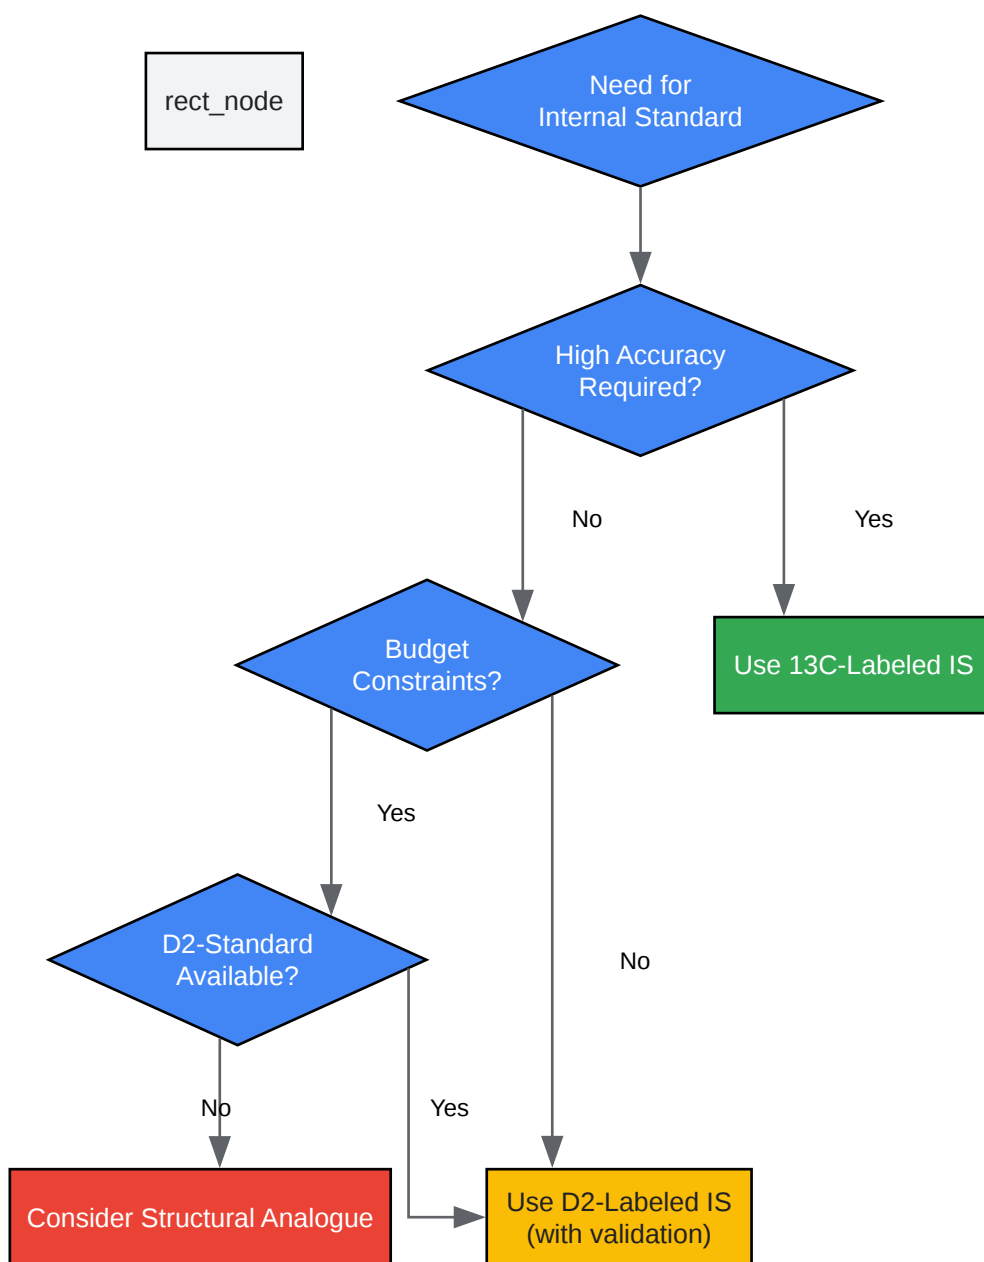 rect_node
Need for
Internal Standard
High Accuracy
Required?
No
Yes
Budget
Constraints?
Use 13C-Labeled IS
Yes
D2-Standard
Available?
No
No
Yes
Consider Structural Analogue
Use D2-Labeled IS
(with validation)